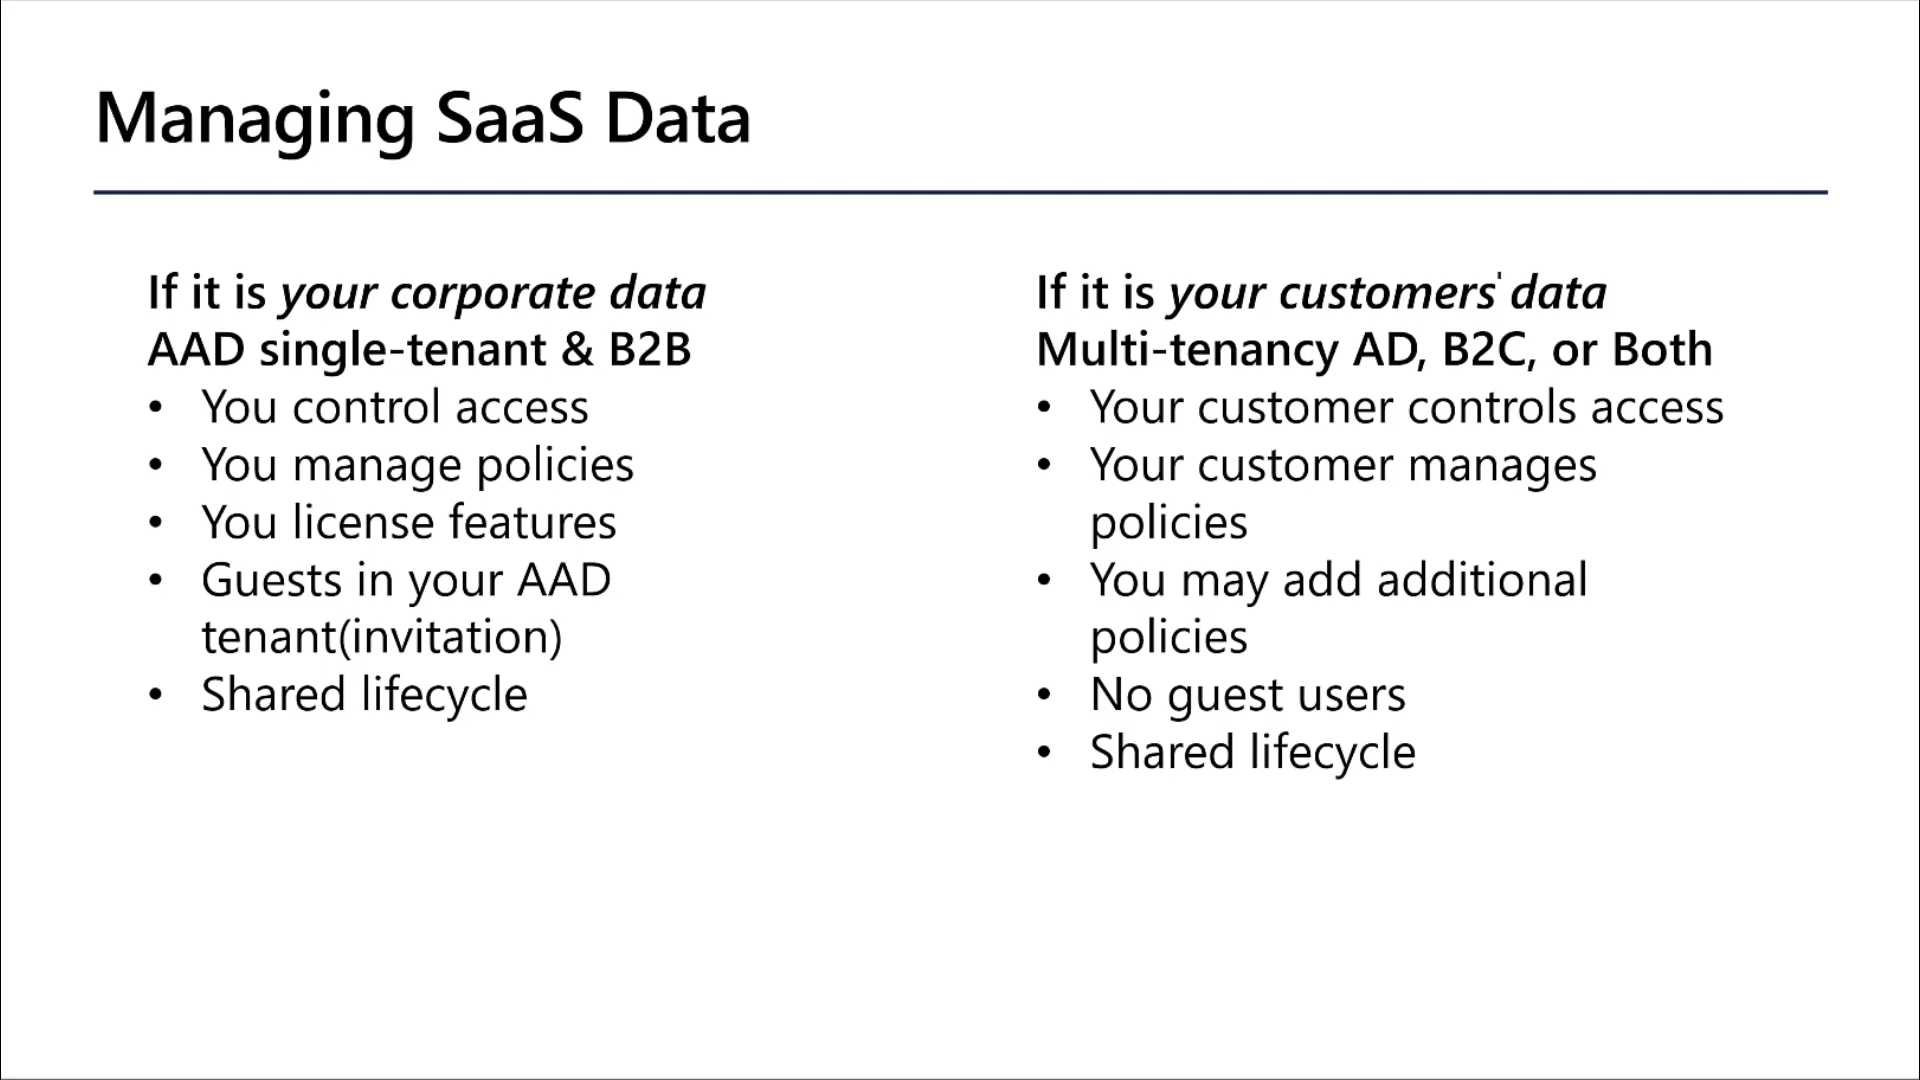 Managing SaaS Data
If it is your corporate data
AAD single-tenant & B2B
• You control access
• You manage policies
• You license features
• Guests in your AAD
tenant(invitation)
• Shared lifecycle
If it is your customers' data
Multi-tenancy AD, B2C, or Both
• Your customer controls access
• Your customer manages
policies
• You may add additional
policies
• No guest users
• Shared lifecycle